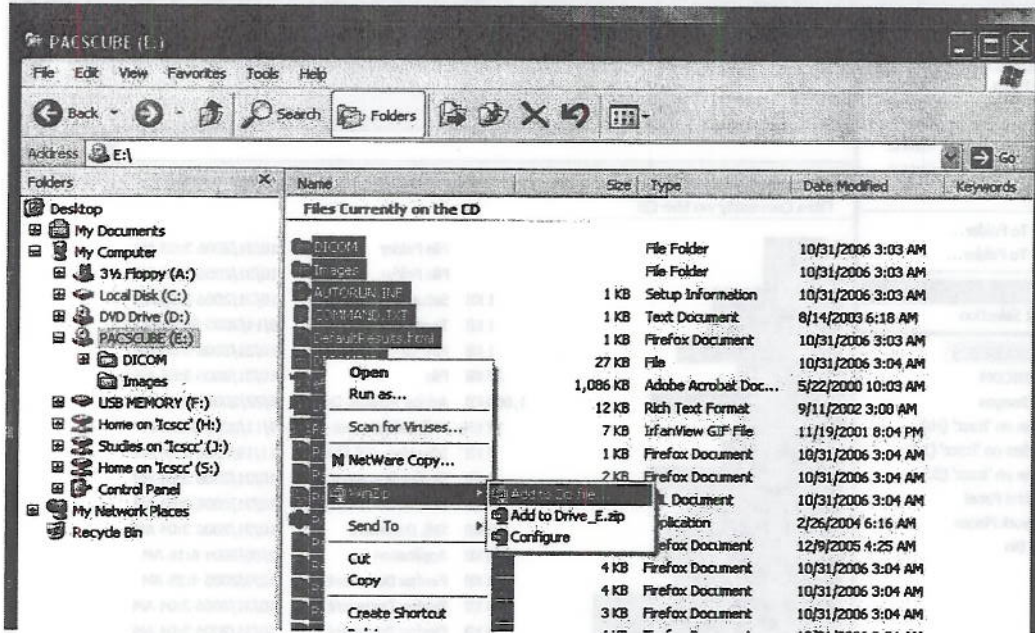 PACSCUBE (E:)
File Edit View Favorites Tools Help
Back Search Folders
Address E:\ Go
Folders Name Size Type Date Modified Keywords
Desktop
Files Currently on the CD
My Documents
My Computer
3½ Floppy (A:)
Local Disk (C:)
DVD Drive (D:)
PACSCUBE (E:)
DICOM
Images
USB MEMORY (F:)
Home on 'Icscc' (H:)
Studies on 'Icscc' (J:)
Home on 'Icscc' (S:)
Control Panel
My Network Places
Recycle Bin
DICOM File Folder 10/31/2006 3:03 AM
Images File Folder 10/31/2006 3:03 AM
AUTORUN.INF 1 KB Setup Information 10/31/2006 3:03 AM
COMMAND.TXT 1 KB Text Document 8/14/2003 6:18 AM
DefaultResults.html 1 KB Firefox Document 10/31/2006 3:03 AM
27 KB File 10/31/2006 3:04 AM
1,086 KB Adobe Acrobat Doc... 5/22/2000 10:03 AM
12 KB Rich Text Format 9/11/2002 3:00 AM
7 KB IrfanView GIF File 11/19/2001 8:04 PM
1 KB Firefox Document 10/31/2006 3:04 AM
2 KB Firefox Document 10/31/2006 3:04 AM
L Document 10/31/2006 3:04 AM
plication 2/26/2004 6:16 AM
efox Document 12/9/2005 4:25 AM
4 KB Firefox Document 10/31/2006 3:04 AM
4 KB Firefox Document 10/31/2006 3:04 AM
3 KB Firefox Document 10/31/2006 3:04 AM
Open
Run as...
Scan for Viruses...
NetWare Copy...
WinZip
Send To
Cut
Copy
Create Shortcut
Add to Zip file...
Add to Drive_E.zip
Configure